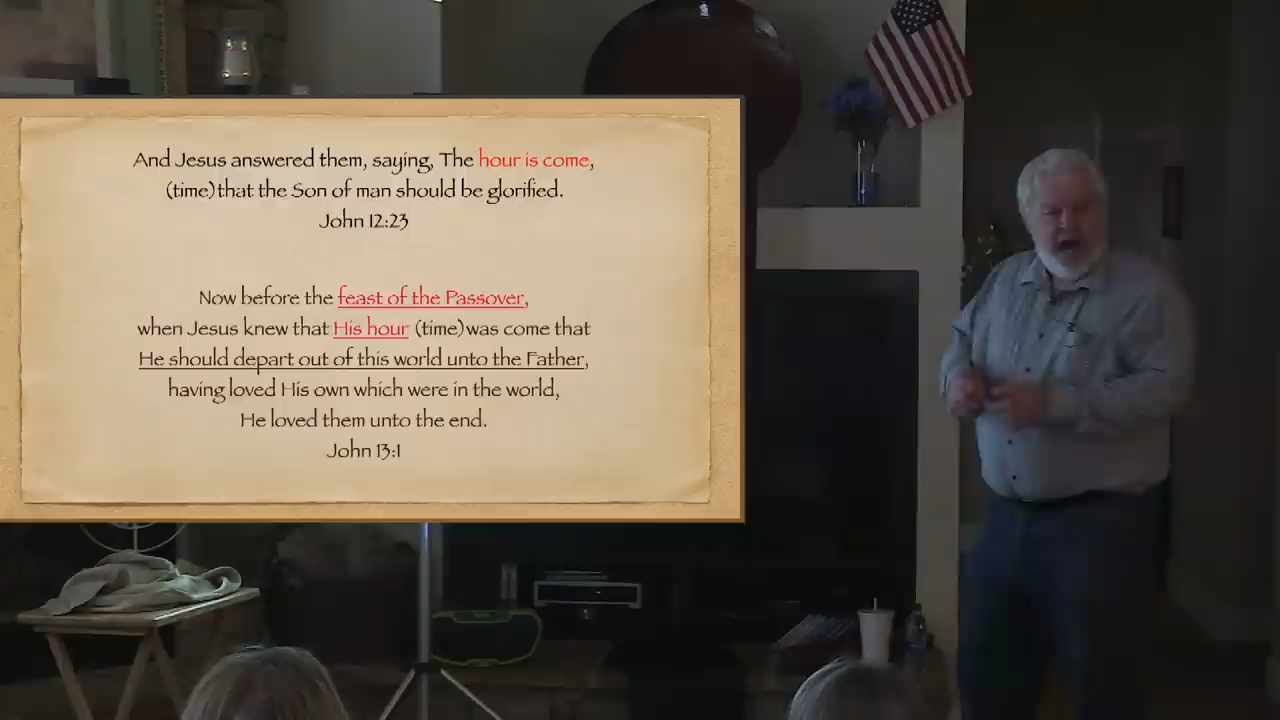 And Jesus answered them, saying, The hour is come,
(time) that the Son of man should be glorified.
John 12:23
Now before the feast of the Passover,
when Jesus knew that His hour (time) was come that
He should depart out of this world unto the Father,
having loved His own which were in the world,
He loved them unto the end.
John 13:1